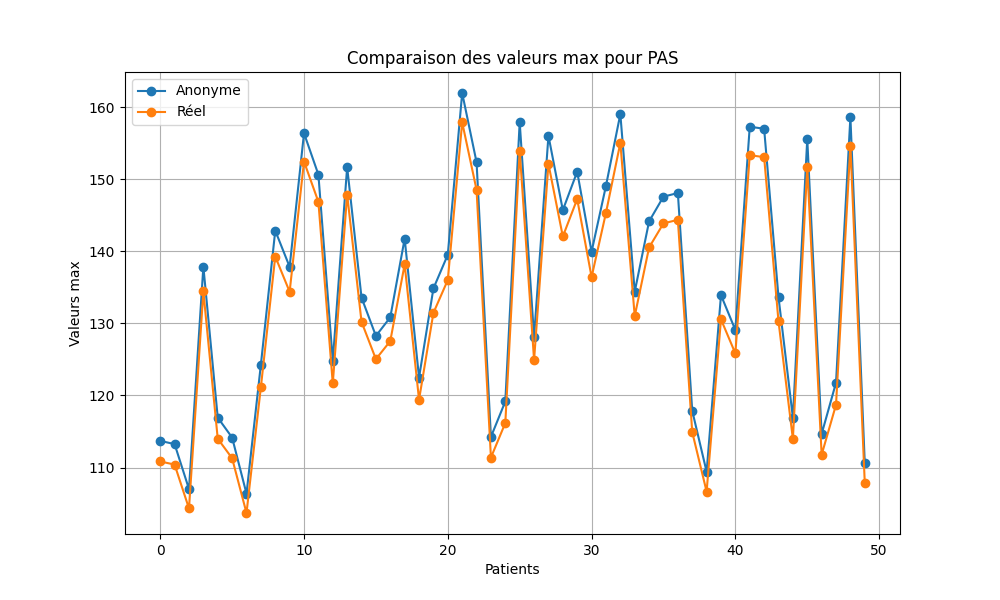 Comparaison des valeurs max pour PAS
Anonyme
Réel
Valeurs max
160
150
140
130
120
110
0 10 20 30 40 50
Patients